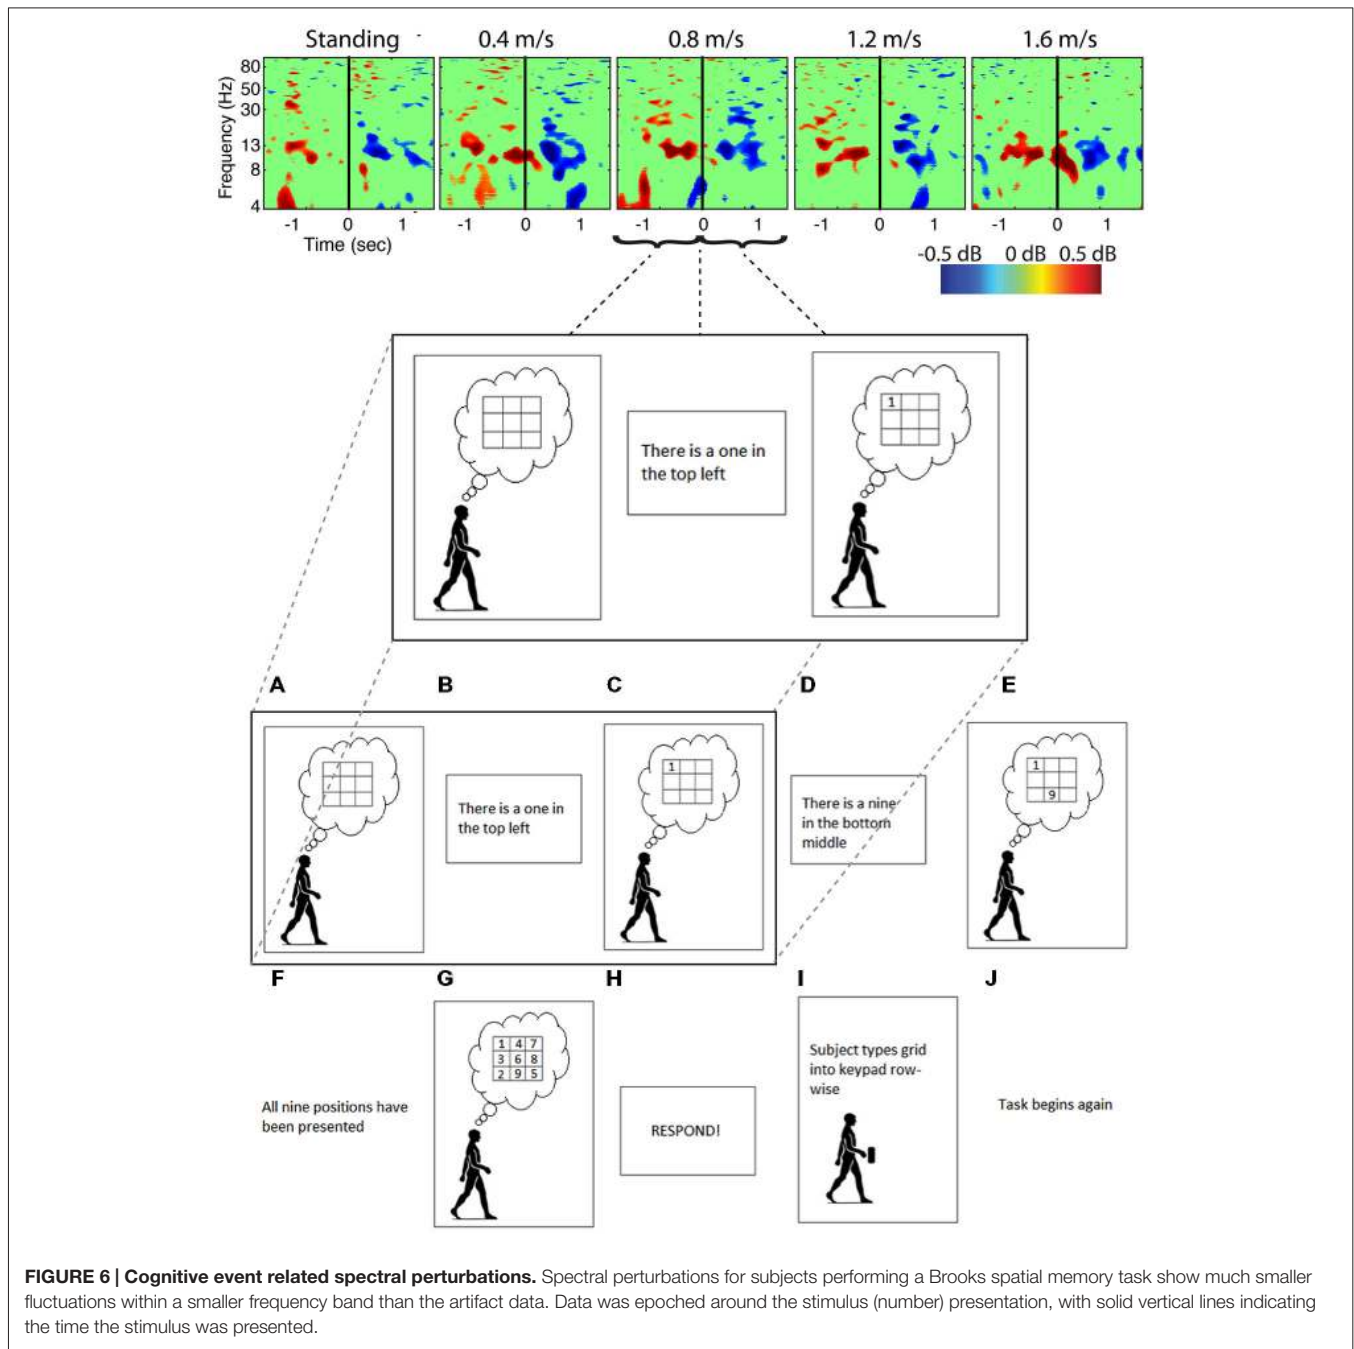 Standing 0.4 m/s 0.8 m/s 1.2 m/s 1.6 m/s
Frequency (Hz)
80
50
30
13
8
4
-1 0 1 -1 0 1 -1 0 1 -1 0 1 -1 0 1
Time (sec)
-0.5 dB 0 dB 0.5 dB
1
There is a one in
the top left
A B C D E
1
1
9
There is a one in
the top left
There is a nine
in the bottom
middle
F G H I J
1 4 7
3 6 8
2 9 5
Subject types grid
into keypad row-
wise
All nine positions have
been presented
RESPOND!
Task begins again
FIGURE 6 | Cognitive event related spectral perturbations. Spectral perturbations for subjects performing a Brooks spatial memory task show much smaller
fluctuations within a smaller frequency band than the artifact data. Data was epoched around the stimulus (number) presentation, with solid vertical lines indicating
the time the stimulus was presented.